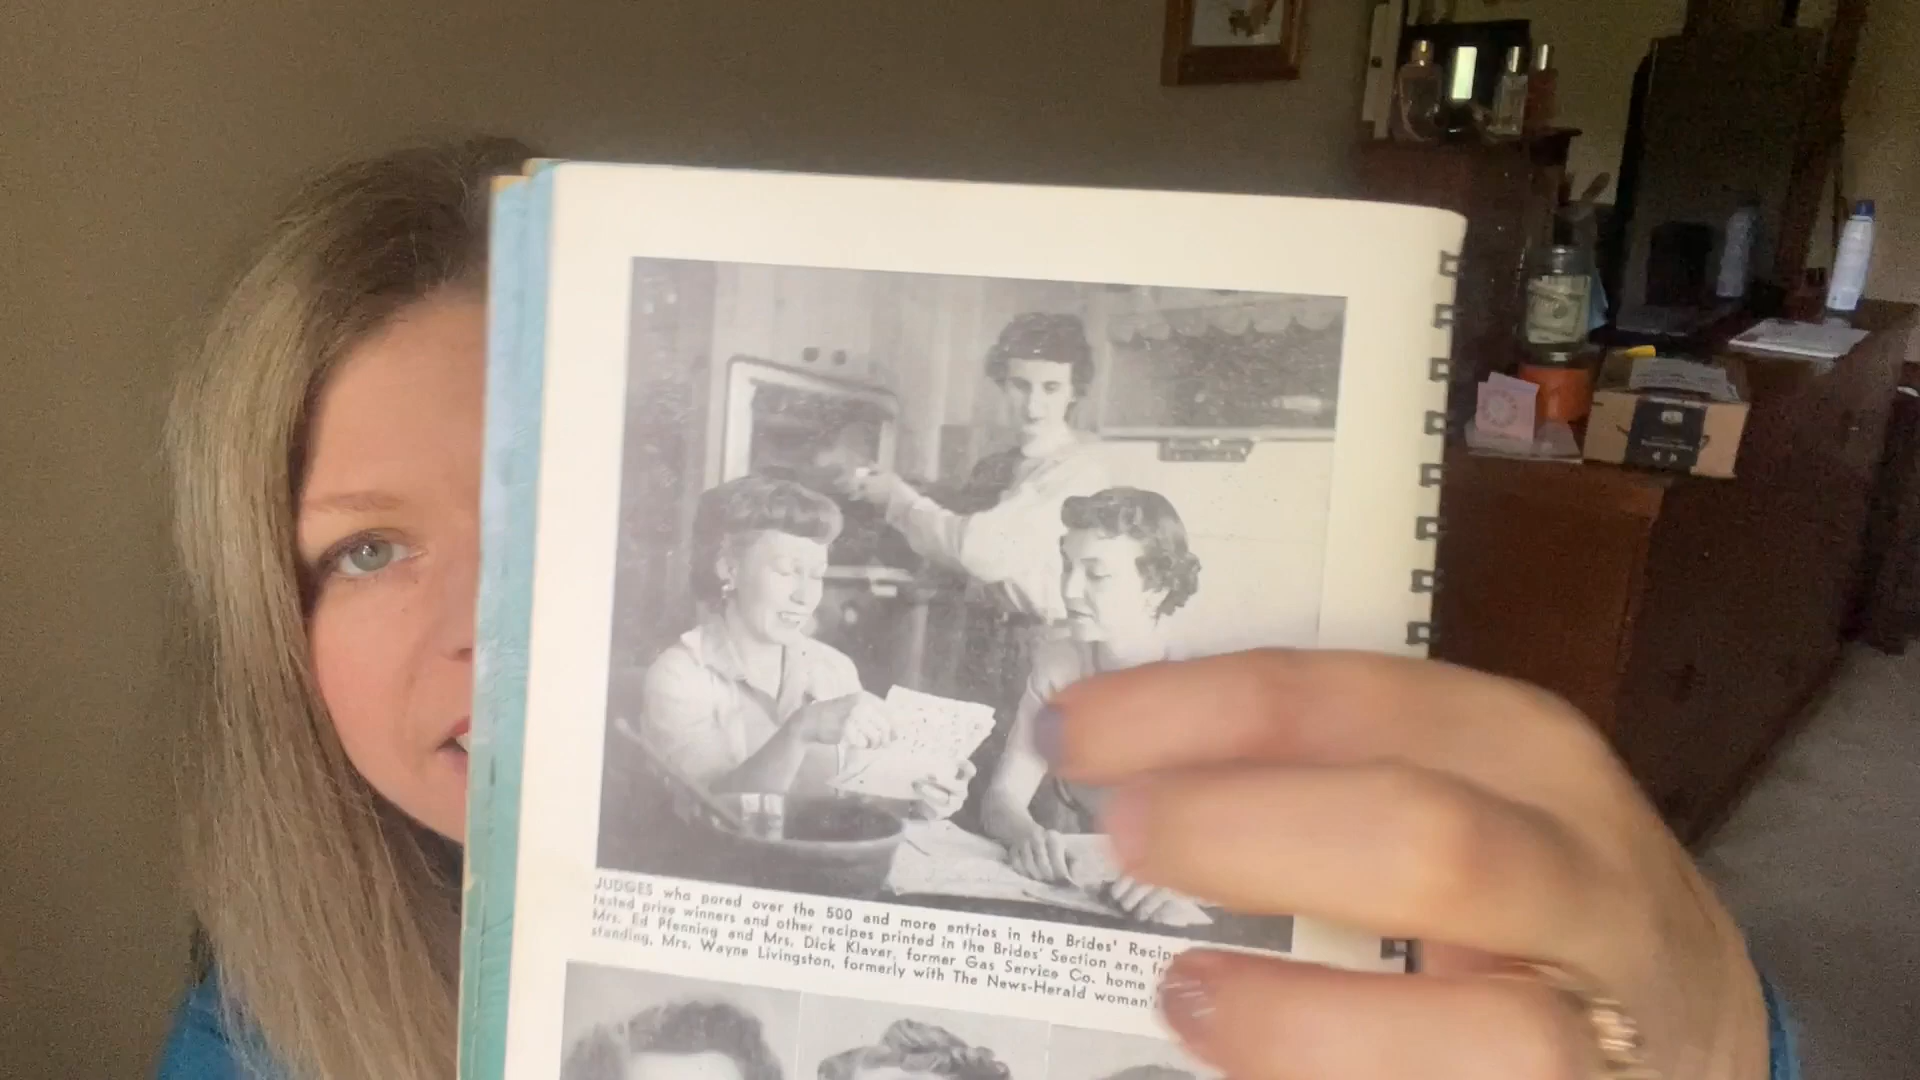 JUDGES who pored over the 500 and more entries in the Brides' Recipe
tested prize winners and other recipes printed in the Brides' Section are,
Mrs. Ed Pfenning and Mrs. Dick Klaver, former Gas Service Co. home
standing, Mrs. Wayne Livingston, formerly with The News-Herald woman's